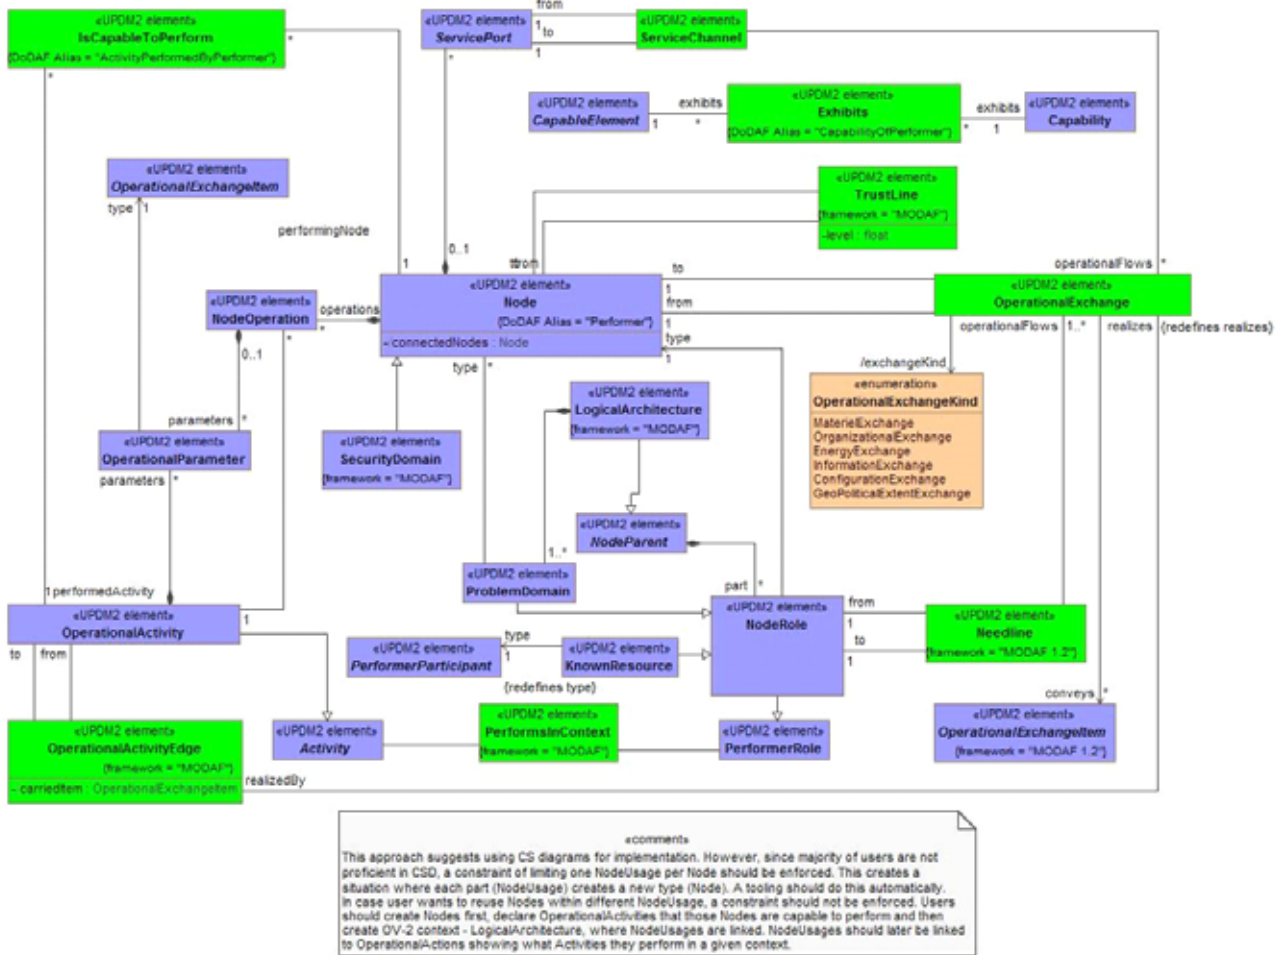 «UPDM2 element»
IsCapableToPerform
{DoDAF Alias = "ActivityPerformedByPerformer"}
*
*
«UPDM2 element»
ServicePort
from
1
to
1
*
«UPDM2 element»
ServiceChannel
«UPDM2 element»
CapableElement
exhibits
1
*
«UPDM2 element»
Exhibits
{DoDAF Alias = "CapabilityOfPerformer"}
exhibits
*
1
«UPDM2 element»
Capability
«UPDM2 element»
OperationalExchangeItem
type
1
«UPDM2 element»
TrustLine
{framework = "MODAF"}
-level : float
performingNode
1
0..1
from
to
1
from
1
operationalFlows
*
«UPDM2 element»
Node
{DoDAF Alias = "Performer"}
- connectedNodes : Node
«UPDM2 element»
OperationalExchange
«UPDM2 element»
NodeOperation
operations
*
*
0..1
type
1
type
*
operationalFlows
1..*
realizes
{redefines realizes}
/exchangeKind
«enumeration»
OperationalExchangeKind
MaterielExchange
OrganizationalExchange
EnergyExchange
InformationExchange
ConfigurationExchange
GeoPoliticalExtentExchange
«UPDM2 element»
LogicalArchitecture
{framework = "MODAF"}
parameters
*
«UPDM2 element»
OperationalParameter
parameters
*
«UPDM2 element»
SecurityDomain
{framework = "MODAF"}
«UPDM2 element»
NodeParent
1..*
«UPDM2 element»
ProblemDomain
part
*
1
performedActivity
«UPDM2 element»
OperationalActivity
1
to
from
«UPDM2 element»
NodeRole
from
1
to
1
«UPDM2 element»
Needline
{framework = "MODAF 1.2"}
«UPDM2 element»
PerformerParticipant
type
1
«UPDM2 element»
KnownResource
{redefines type}
conveys
*
«UPDM2 element»
OperationalActivityEdge
{framework = "MODAF"}
- carriedItem : OperationalExchangeItem
realizedBy
«UPDM2 element»
Activity
«UPDM2 element»
PerformsInContext
{framework = "MODAF"}
«UPDM2 element»
PerformerRole
«UPDM2 element»
OperationalExchangeItem
{framework = "MODAF 1.2"}
«comment»
This approach suggests using CS diagrams for implementation. However, since majority of users are not
proficient in CSD, a constraint of limiting one NodeUsage per Node should be enforced. This creates a
situation where each part (NodeUsage) creates a new type (Node). A tooling should do this automatically.
In case user wants to reuse Nodes within different NodeUsage, a constraint should not be enforced. Users
should create Nodes first, declare OperationalActivities that those Nodes are capable to perform and then
create OV-2 context - LogicalArchitecture, where NodeUsages are linked. NodeUsages should later be linked
to OperationalActions showing what Activities they perform in a given context.